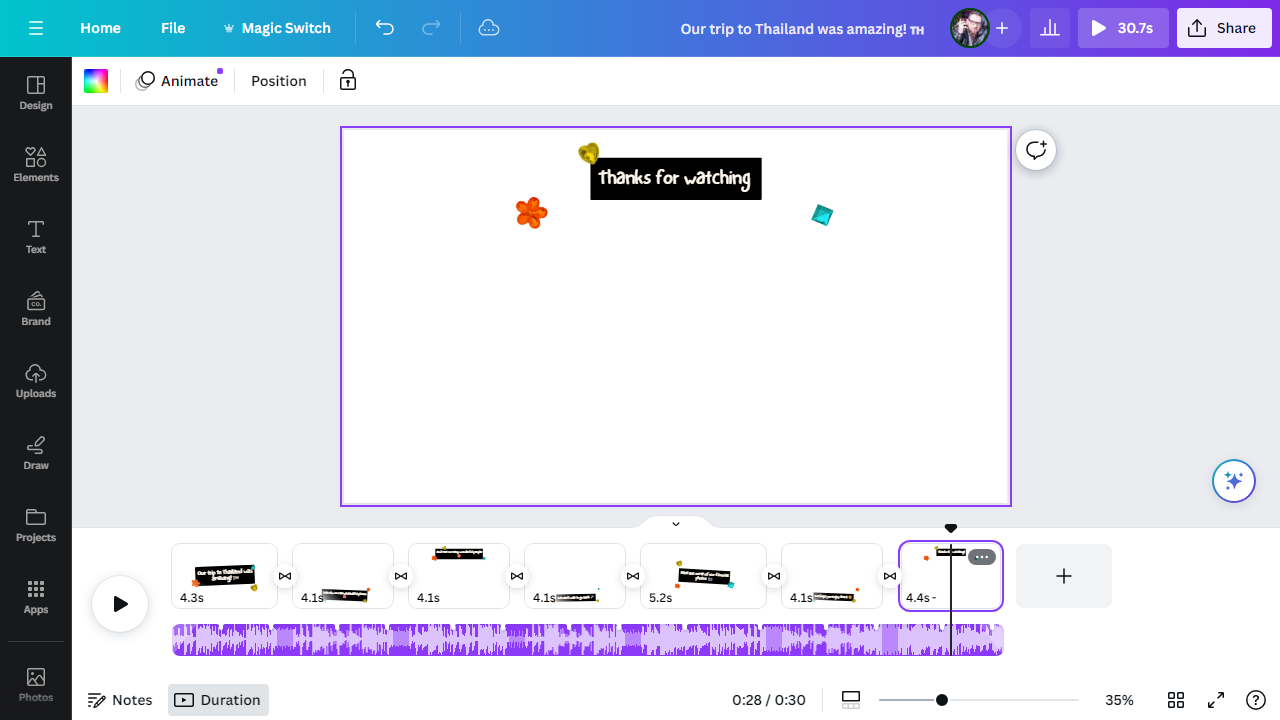 Home
File
Magic Switch
Our trip to Thailand was amazing! 🇹🇭
30.7s
Share
Design
Elements
Text
CO.
Brand
Uploads
Draw
Projects
Apps
Photos
Animate
Position
Thanks for watching
4.3s
4.1s
4.1s
4.1s
5.2s
4.1s
4.4s -
Our trip to Thailand was
amazing! 🇹🇭
Notes
Duration
0:28 / 0:30
35%